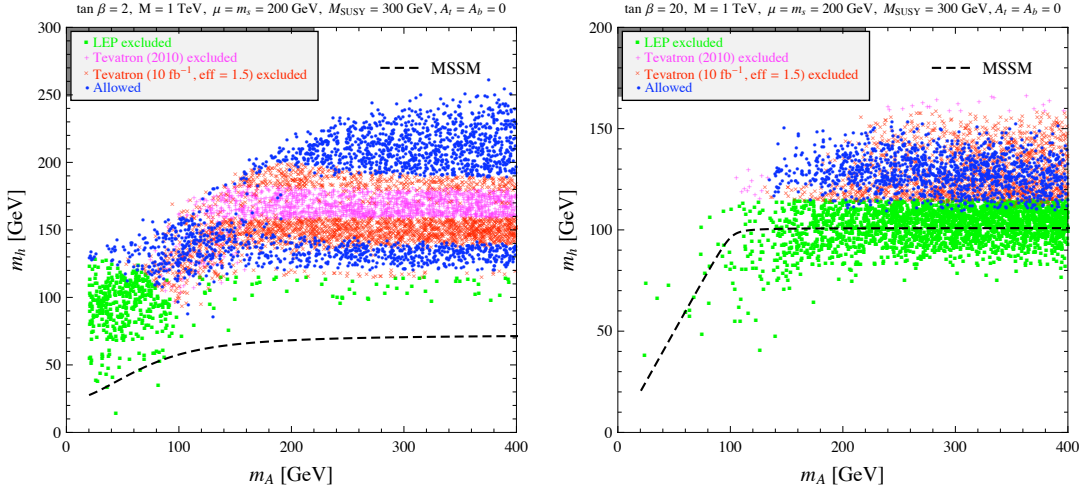 tan β = 2, M = 1 TeV, μ = m_s = 200 GeV, M_SUSY = 300 GeV, A_t = A_b = 0
LEP excluded
Tevatron (2010) excluded
Tevatron (10 fb⁻¹, eff = 1.5) excluded
Allowed
MSSM
300
250
200
150
100
50
0
m_h [GeV]
0 100 200 300 400
m_A [GeV]
tan β = 20, M = 1 TeV, μ = m_s = 200 GeV, M_SUSY = 300 GeV, A_t = A_b = 0
LEP excluded
Tevatron (2010) excluded
Tevatron (10 fb⁻¹, eff = 1.5) excluded
Allowed
MSSM
200
150
100
50
0
m_h [GeV]
0 100 200 300 400
m_A [GeV]